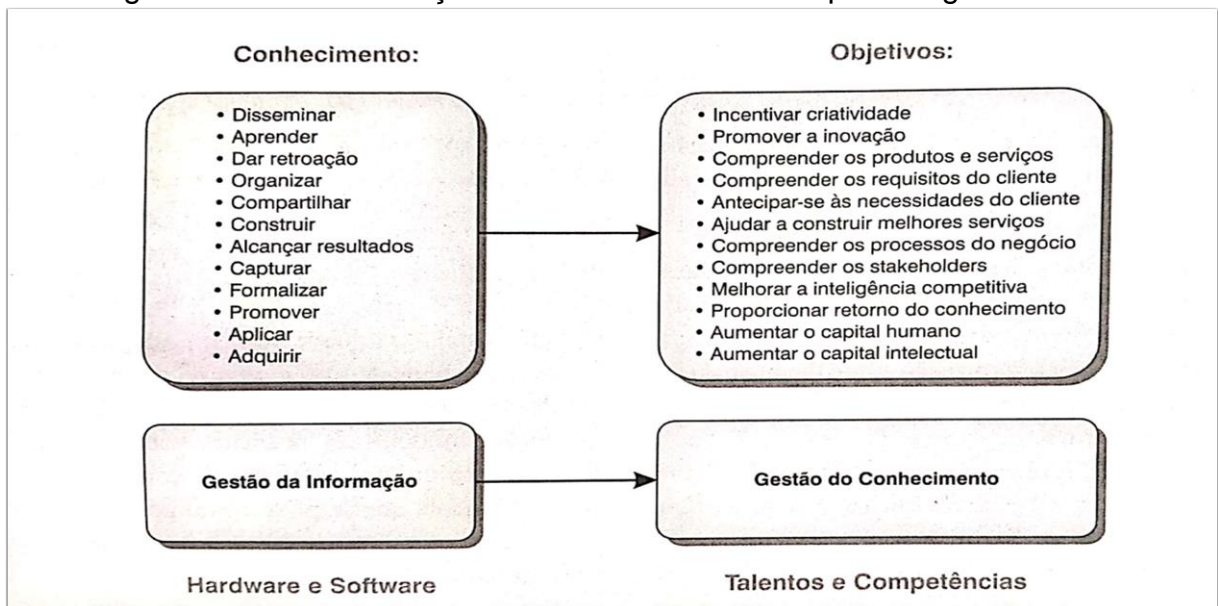 Conhecimento:
• Disseminar
• Aprender
• Dar retroação
• Organizar
• Compartilhar
• Construir
• Alcançar resultados
• Capturar
• Formalizar
• Promover
• Aplicar
• Adquirir
Objetivos:
• Incentivar criatividade
• Promover a inovação
• Compreender os produtos e serviços
• Compreender os requisitos do cliente
• Antecipar-se às necessidades do cliente
• Ajudar a construir melhores serviços
• Compreender os processos do negócio
• Compreender os stakeholders
• Melhorar a inteligência competitiva
• Proporcionar retorno do conhecimento
• Aumentar o capital humano
• Aumentar o capital intelectual
Gestão da Informação
Gestão do Conhecimento
Hardware e Software
Talentos e Competências